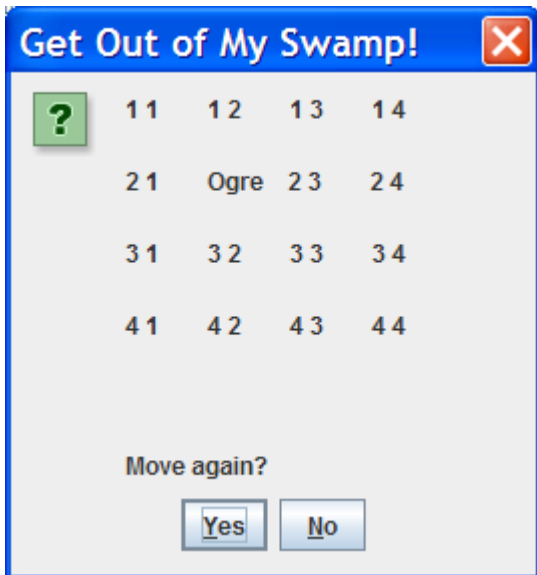 Get Out of My Swamp!
?
1 1 1 2 1 3 1 4
2 1 Ogre 2 3 2 4
3 1 3 2 3 3 3 4
4 1 4 2 4 3 4 4
Move again?
Yes No